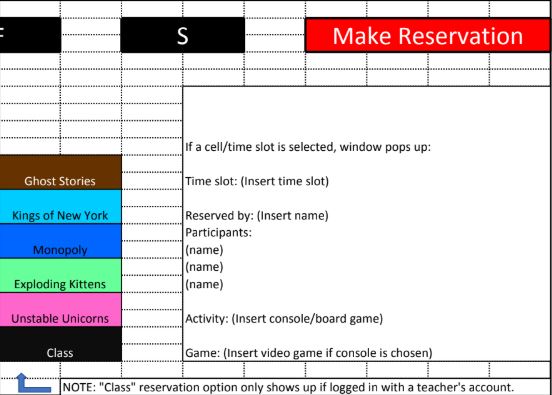 F
S
Make Reservation
If a cell/time slot is selected, window pops up:
Ghost Stories
Time slot: (Insert time slot)
Kings of New York
Reserved by: (Insert name)
Participants:
Monopoly
(name)
(name)
Exploding Kittens
(name)
Unstable Unicorns
Activity: (Insert console/board game)
Class
Game: (Insert video game if console is chosen)
NOTE: "Class" reservation option only shows up if logged in with a teacher's account.